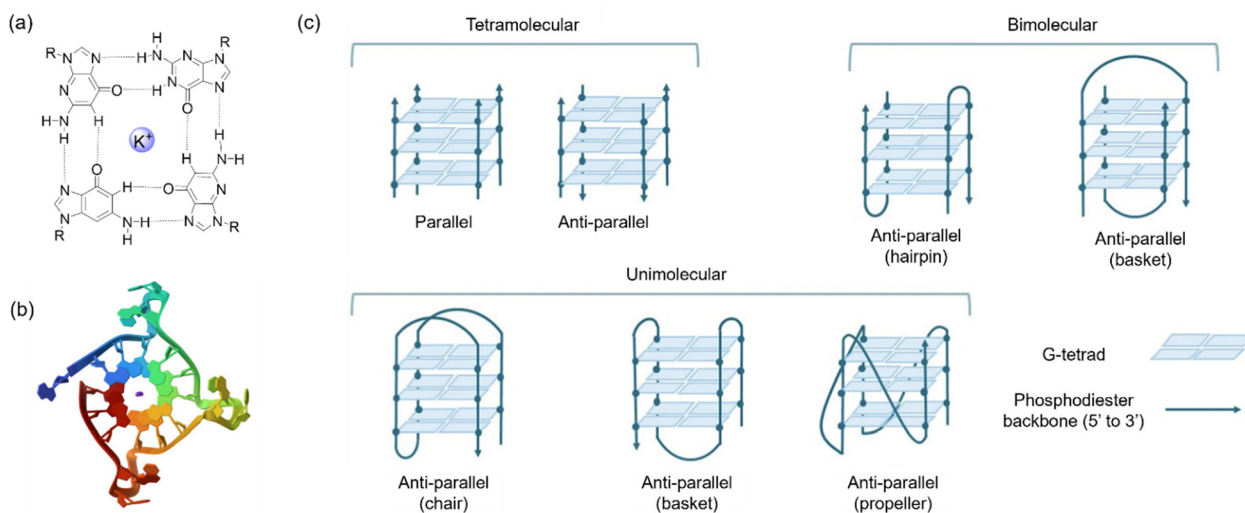 (a)
R
N
N
H
N
N
R
N
O
H
N
N
N
H
O
H–N
H
K+
H
N–H
O
H
N
H
O
N
N
R
N
H
H
N
N
R
(b)
(c)
Tetramolecular
Bimolecular
Parallel
Anti-parallel
Anti-parallel
(hairpin)
Anti-parallel
(basket)
Unimolecular
Anti-parallel
(chair)
Anti-parallel
(basket)
Anti-parallel
(propeller)
G-tetrad
Phosphodiester
backbone (5’ to 3’)